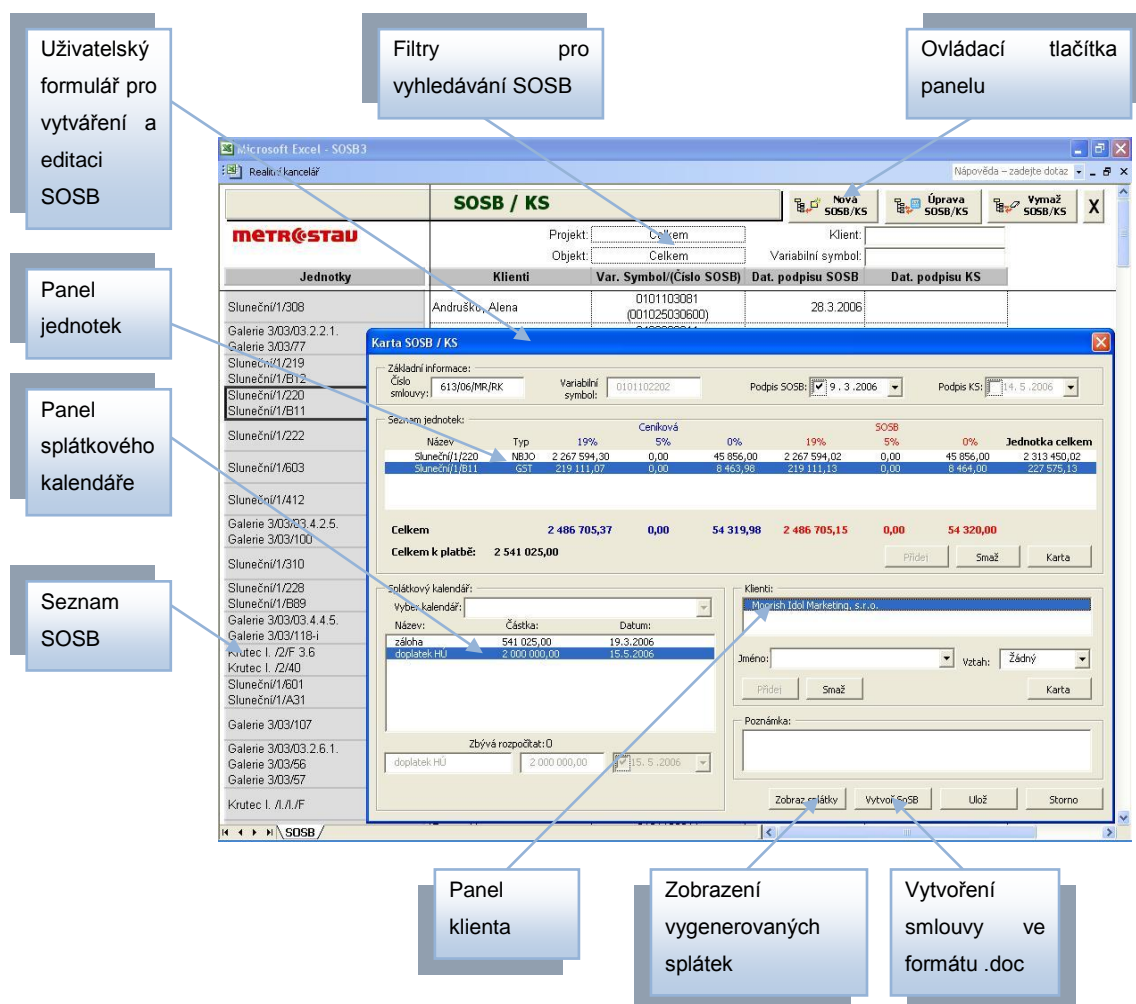 Uživatelský
formulář pro
vytváření a
editaci
SOSB
Filtry pro
vyhledávání SOSB
Ovládací tlačítka
panelu
Microsoft Excel - SOSB3
Realitní kancelář
Nápověda – zadejte dotaz
SOSB / KS
Nová
SOSB/KS
Úprava
SOSB/KS
Vymaž
SOSB/KS
X
METROSTAV
Projekt: Celkem
Klient:
Objekt: Celkem
Variabilní symbol:
Jednotky Klienti Var. Symbol/(Číslo SOSB) Dat. podpisu SOSB Dat. podpisu KS
Sluneční/1/308 Andruško, Alena 0101103081 28.3.2006
(001025030600)
Galerie 3/03/03.2.2.1.
Galerie 3/03/77
Sluneční/1/219
Sluneční/1/B12
Sluneční/1/220
Sluneční/1/B11
Sluneční/1/222
Sluneční/1/603
Sluneční/1/412
Galerie 3/03/03.4.2.5.
Galerie 3/03/100
Sluneční/1/310
Sluneční/1/228
Sluneční/1/B89
Galerie 3/03/03.4.4.5.
Galerie 3/03/118-i
Krutec I. /2/F 3.6
Krutec I. /2/40
Sluneční/1/601
Sluneční/1/A31
Galerie 3/03/107
Galerie 3/03/03.2.6.1.
Galerie 3/03/56
Galerie 3/03/57
Krutec I. /I./I./F
SOSB
Karta SOSB / KS
Základní informace:
Číslo
smlouvy: 613/06/MR/RK
Variabilní
symbol: 0101102202
Podpis SOSB: 9 . 3 .2006
Podpis KS: 14. 5 .2006
Seznam jednotek:
Ceníková SOSB
Název Typ 19% 5% 0% 19% 5% 0% Jednotka celkem
Sluneční/1/220 NBJO 2 267 594,30 0,00 45 856,00 2 267 594,02 0,00 45 856,00 2 313 450,02
Sluneční/1/B11 GST 219 111,07 0,00 8 463,98 219 111,13 0,00 8 464,00 227 575,13
Celkem 2 486 705,37 0,00 54 319,98 2 486 705,15 0,00 54 320,00
Celkem k platbě: 2 541 025,00
Přidej Smaž Karta
Splátkový kalendář:
Vyber kalendář:
Název: Částka: Datum:
záloha 541 025,00 19.3.2006
doplatek HÚ 2 000 000,00 15.5.2006
Zbývá rozpočítat:0
doplatek HÚ 2 000 000,00 15. 5 .2006
Klienti:
Moorish Idol Marketing, s.r.o.
Jméno: Vztah: Žádný
Přidej Smaž Karta
Poznámka:
Zobraz splátky Vytvoř SoSB Ulož Storno
Panel
jednotek
Panel
splátkového
kalendáře
Seznam
SOSB
Panel
klienta
Zobrazení
vygenerovaných
splátek
Vytvoření
smlouvy ve
formátu .doc